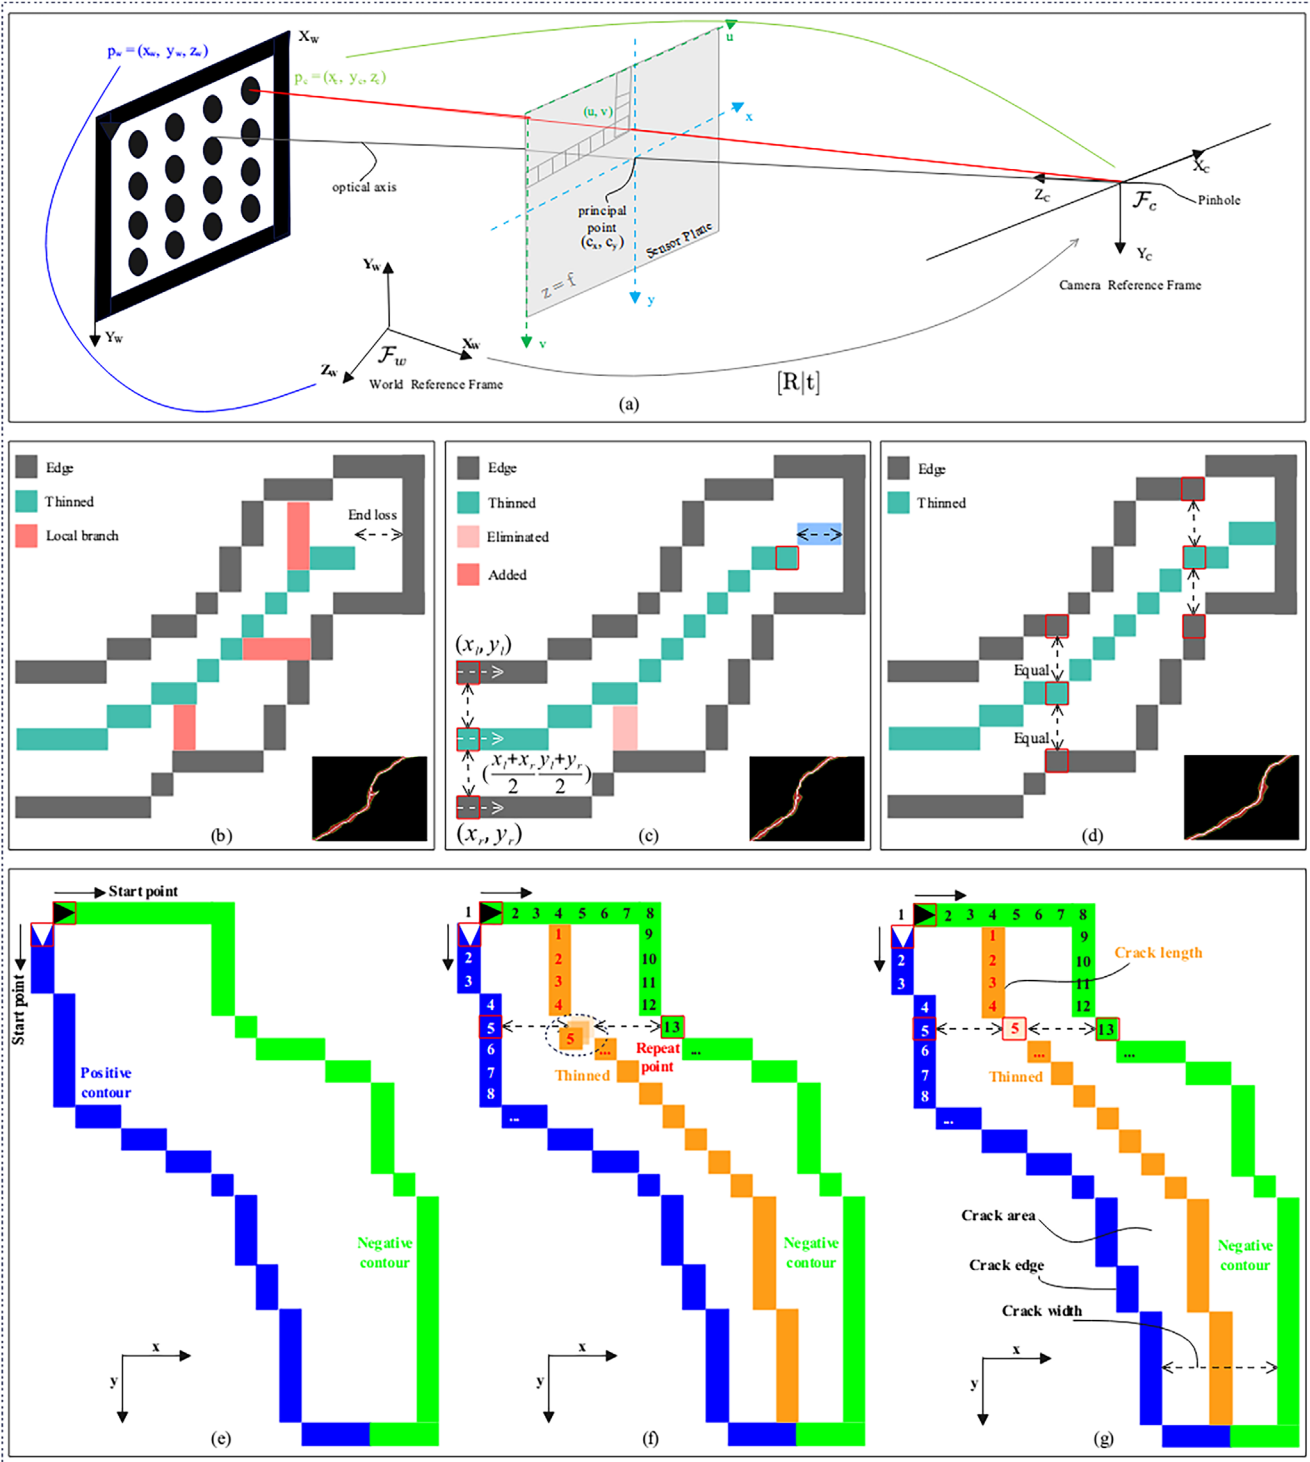 X_W
p_w = (x_w, y_w, z_w)
p_c = (x_c, y_c, z_c)
u
(u, v)
x
optical axis
principal
point
(c_x, c_y)
Sensor Plane
z = f
y
v
X_C
Z_C
F_c
Pinhole
Y_C
Camera Reference Frame
Y_W
Y_W
X_W
F_w
Z_W
World Reference Frame
[R|t]
(a)
Edge
Thinned
Local branch
End loss
(b)
Edge
Thinned
Eliminated
Added
(x_l, y_l)
(x_l+x_r/2 y_l+y_r/2)
(x_r, y_r)
(c)
Edge
Thinned
Equal
Equal
(d)
Start point
Start point
Positive
contour
Negative
contour
x
y
(e)
1 2 3 4 5 6 7 8
2 1 9
3 2 10
3 11
4 4 12
5 5 13
6 ... Repeat ...
point
7 Thinned
8
...
Negative
contour
x
y
(f)
1 2 3 4 5 6 7 8
2 1 9
3 2 10
Crack length
3 11
4 4 12
5 5 13
6 ... ...
7 Thinned
8
...
Crack area
Negative
contour
Crack edge
Crack width
x
y
(g)